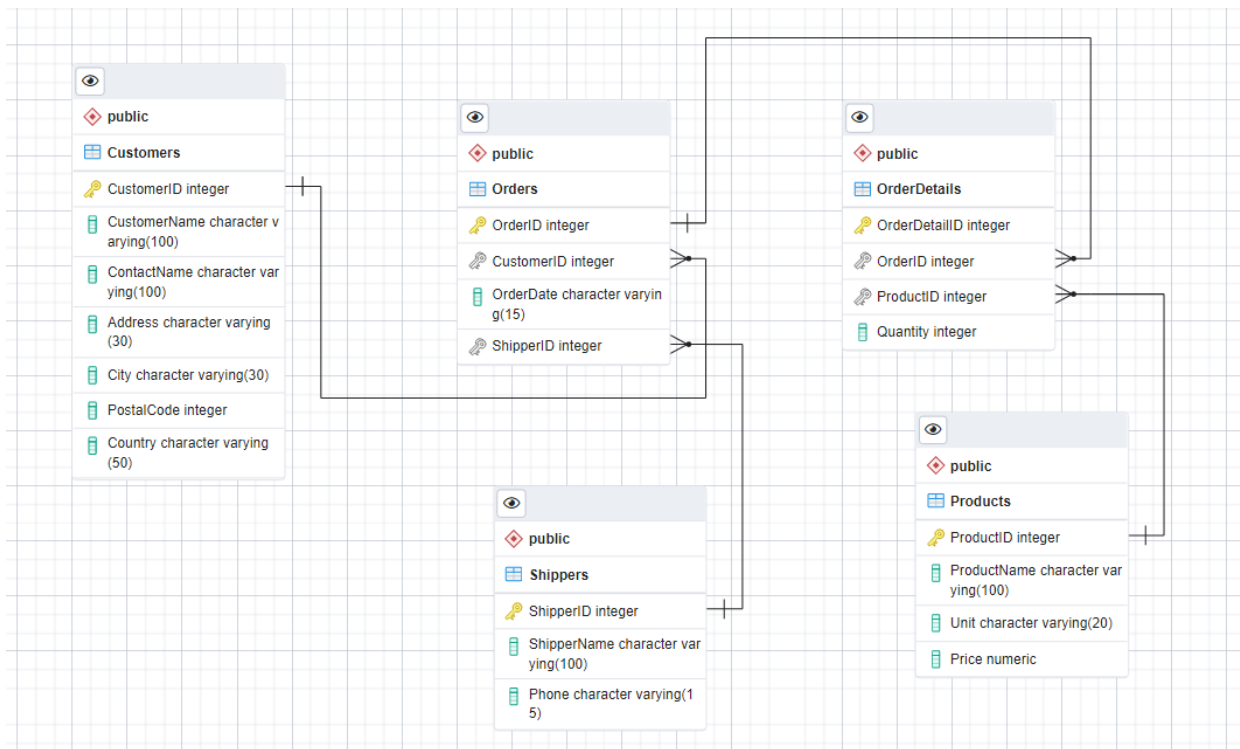 public
Customers
CustomerID integer
CustomerName character v
arying(100)
ContactName character var
ying(100)
Address character varying
(30)
City character varying(30)
PostalCode integer
Country character varying
(50)
public
Orders
OrderID integer
CustomerID integer
OrderDate character varyin
g(15)
ShipperID integer
public
OrderDetails
OrderDetailID integer
OrderID integer
ProductID integer
Quantity integer
public
Shippers
ShipperID integer
ShipperName character var
ying(100)
Phone character varying(1
5)
public
Products
ProductID integer
ProductName character var
ying(100)
Unit character varying(20)
Price numeric